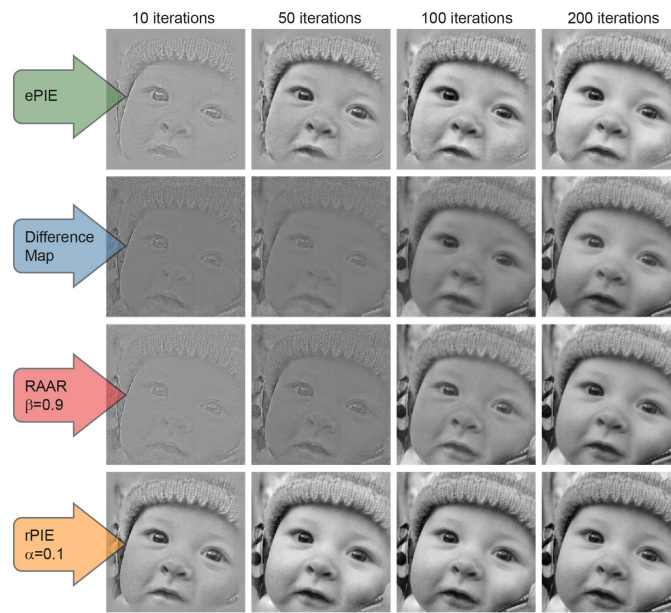 10 iterations
50 iterations
100 iterations
200 iterations
ePIE
Difference
Map
RAAR
β=0.9
rPIE
α=0.1